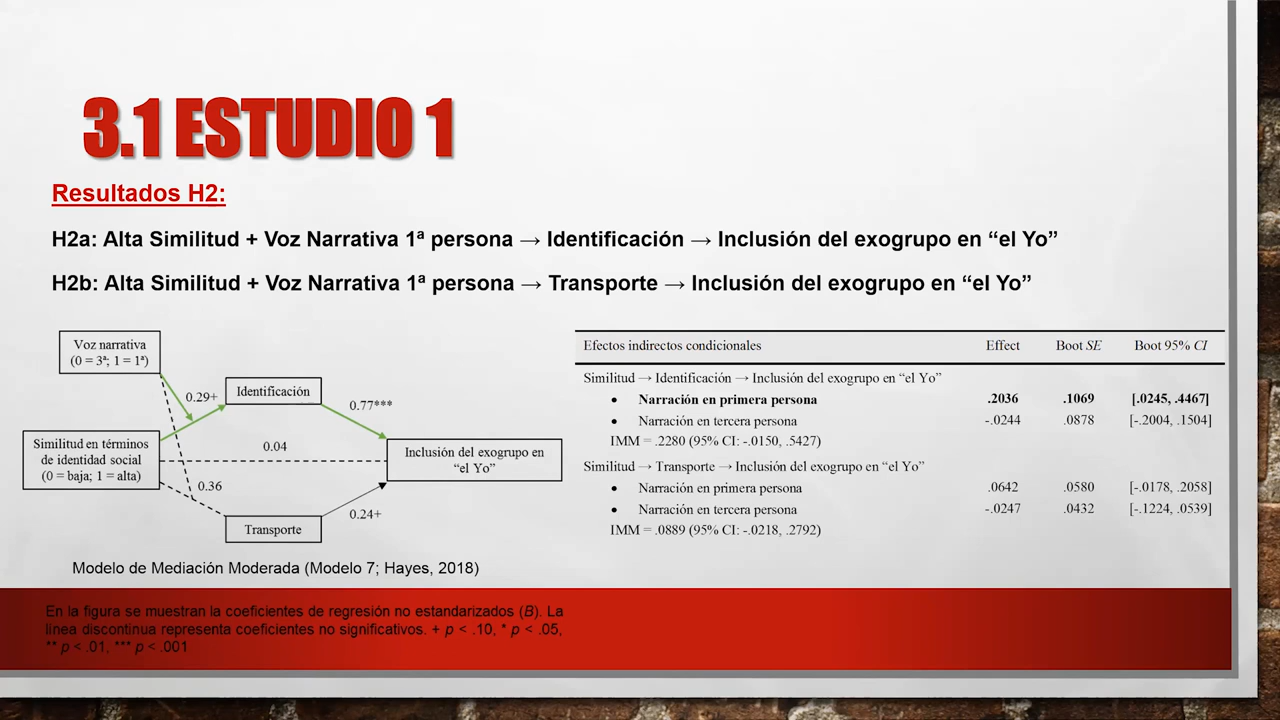 3.1 ESTUDIO 1
Resultados H2:
H2a: Alta Similitud + Voz Narrativa 1ª persona → Identificación → Inclusión del exogrupo en “el Yo”
H2b: Alta Similitud + Voz Narrativa 1ª persona → Transporte → Inclusión del exogrupo en “el Yo”
Voz narrativa
(0 = 3ª; 1 = 1ª)
0.29+
Identificación
0.77***
Similitud en términos
de identidad social
(0 = baja; 1 = alta)
0.04
Inclusión del exogrupo en
“el Yo”
0.36
Transporte
0.24+
Modelo de Mediación Moderada (Modelo 7; Hayes, 2018)
Efectos indirectos condicionales Effect Boot SE Boot 95% CI
Similitud → Identificación → Inclusión del exogrupo en “el Yo”
• Narración en primera persona .2036 .1069 [.0245, .4467]
• Narración en tercera persona -.0244 .0878 [-.2004, .1504]
IMM = .2280 (95% CI: -.0150, .5427)
Similitud → Transporte → Inclusión del exogrupo en “el Yo”
• Narración en primera persona .0642 .0580 [-.0178, .2058]
• Narración en tercera persona -.0247 .0432 [-.1224, .0539]
IMM = .0889 (95% CI: -.0218, .2792)
En la figura se muestran la coeficientes de regresión no estandarizados (B). La
línea discontinua representa coeficientes no significativos. + p < .10, * p < .05,
** p < .01, *** p < .001